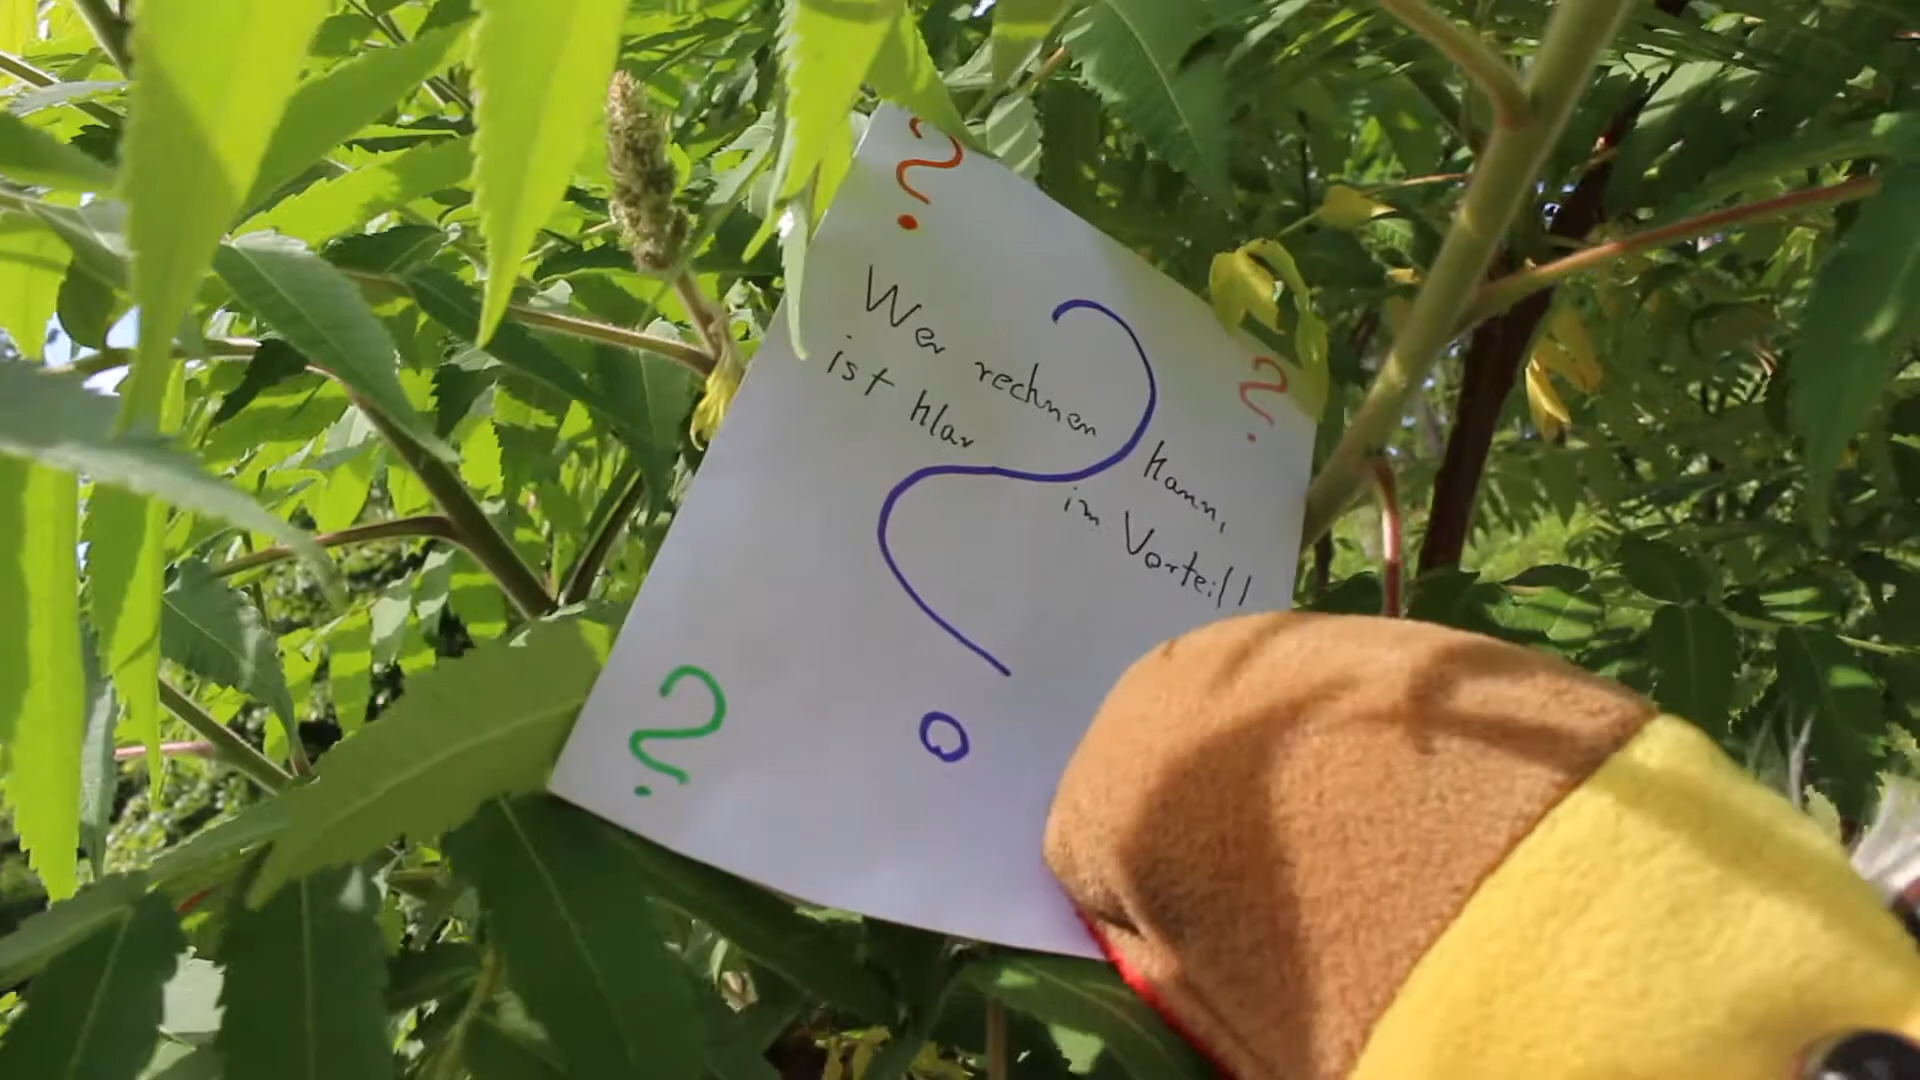 ?
Wer rechnen kann,
ist klar im Vorteil!
?
?
?